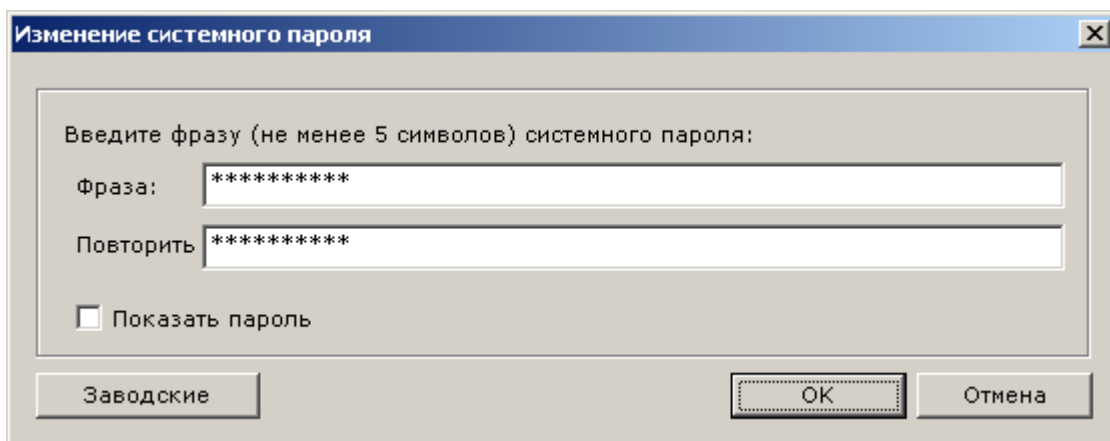 Изменение системного пароля
Введите фразу (не менее 5 символов) системного пароля:
Фраза: **********
Повторить **********
Показать пароль
Заводские OK Отмена